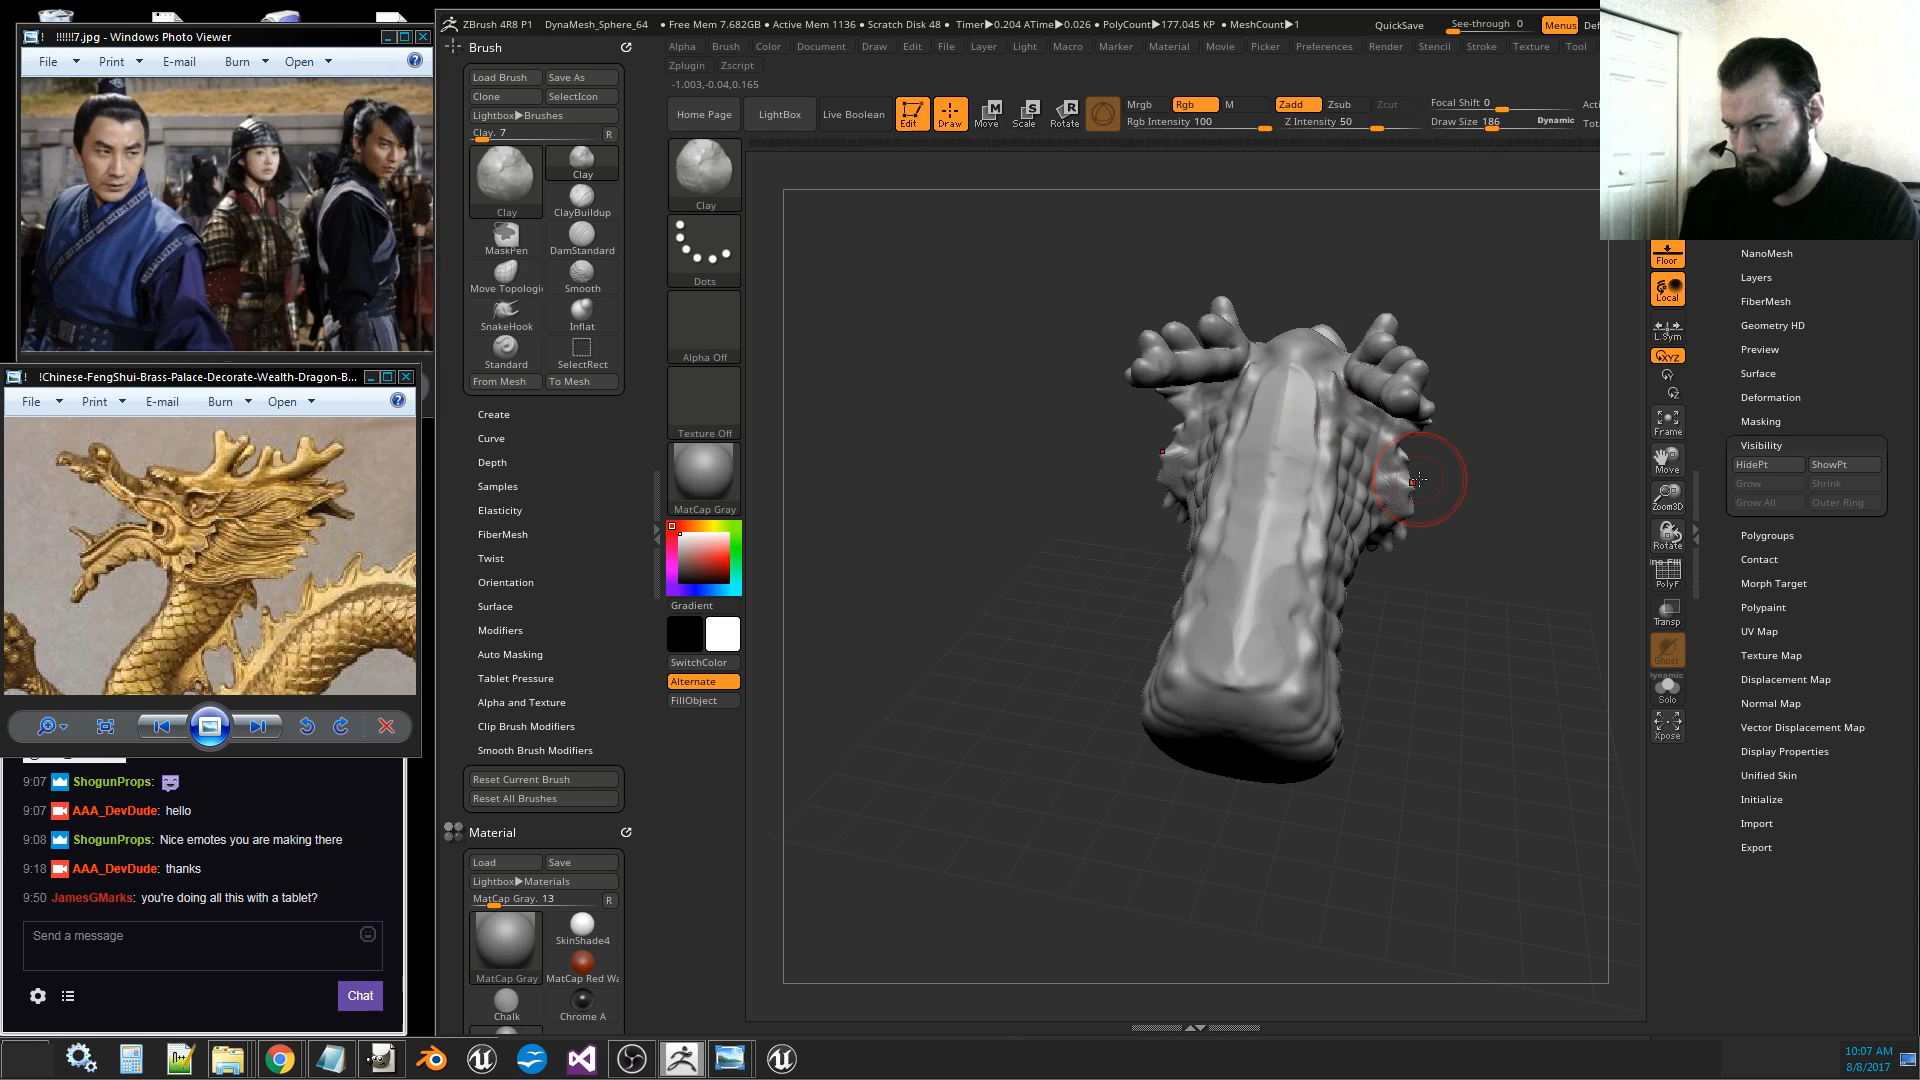 !!!!!!7.jpg - Windows Photo Viewer
File Print E-mail Burn Open
!Chinese-FengShui-Brass-Palace-Decorate-Wealth-Dragon-B...
File Print E-mail Burn Open
9:07 ShogunProps:
9:07 AAA_DevDude: hello
9:08 ShogunProps: Nice emotes you are making there
9:18 AAA_DevDude: thanks
9:50 JamesGMarks: you're doing all this with a tablet?
Send a message
Chat
ZBrush 4R8 P1 DynaMesh_Sphere_64 • Free Mem 7.682GB • Active Mem 1136 • Scratch Disk 48 • Timer▶0.204 ATime▶0.026 • PolyCount▶177.045 KP • MeshCount▶1 QuickSave See-through 0 Menus
Brush
Alpha Brush Color Document Draw Edit File Layer Light Macro Marker Material Movie Picker Preferences Render Stencil Stroke Texture Tool
Zplugin Zscript
-1.003,-0.04,0.165
Home Page LightBox Live Boolean Edit Draw Move Scale Rotate
Mrgb Rgb M Zadd Zsub Zcut Focal Shift 0
Rgb Intensity 100 Z Intensity 50 Draw Size 186 Dynamic
Load Brush Save As
Clone SelectIcon
Lightbox▶Brushes
Clay. 7 R
Clay
Clay ClayBuildup
MaskPen DamStandard
Move Topologi Smooth
SnakeHook Inflat
Standard SelectRect
From Mesh To Mesh
Create
Curve
Depth
Samples
Elasticity
FiberMesh
Twist
Orientation
Surface
Modifiers
Auto Masking
Tablet Pressure
Alpha and Texture
Clip Brush Modifiers
Smooth Brush Modifiers
Reset Current Brush
Reset All Brushes
Material
Load Save
Lightbox▶Materials
MatCap Gray. 13 R
SkinShade4
MatCap Gray MatCap Red Wa
Chalk Chrome A
Clay
Dots
Alpha Off
Texture Off
MatCap Gray
Gradient
SwitchColor
Alternate
FillObject
Floor
Local
L.Sym
XYZ
Frame
Move
Zoom3D
Rotate
PolyF
Transp
Ghost
Dynamic
Solo
Xpose
NanoMesh
Layers
FiberMesh
Geometry HD
Preview
Surface
Deformation
Masking
Visibility
HidePt ShowPt
Grow Shrink
Grow All Outer Ring
Polygroups
Contact
Morph Target
Polypaint
UV Map
Texture Map
Displacement Map
Normal Map
Vector Displacement Map
Display Properties
Unified Skin
Initialize
Import
Export
10:07 AM
8/8/2017